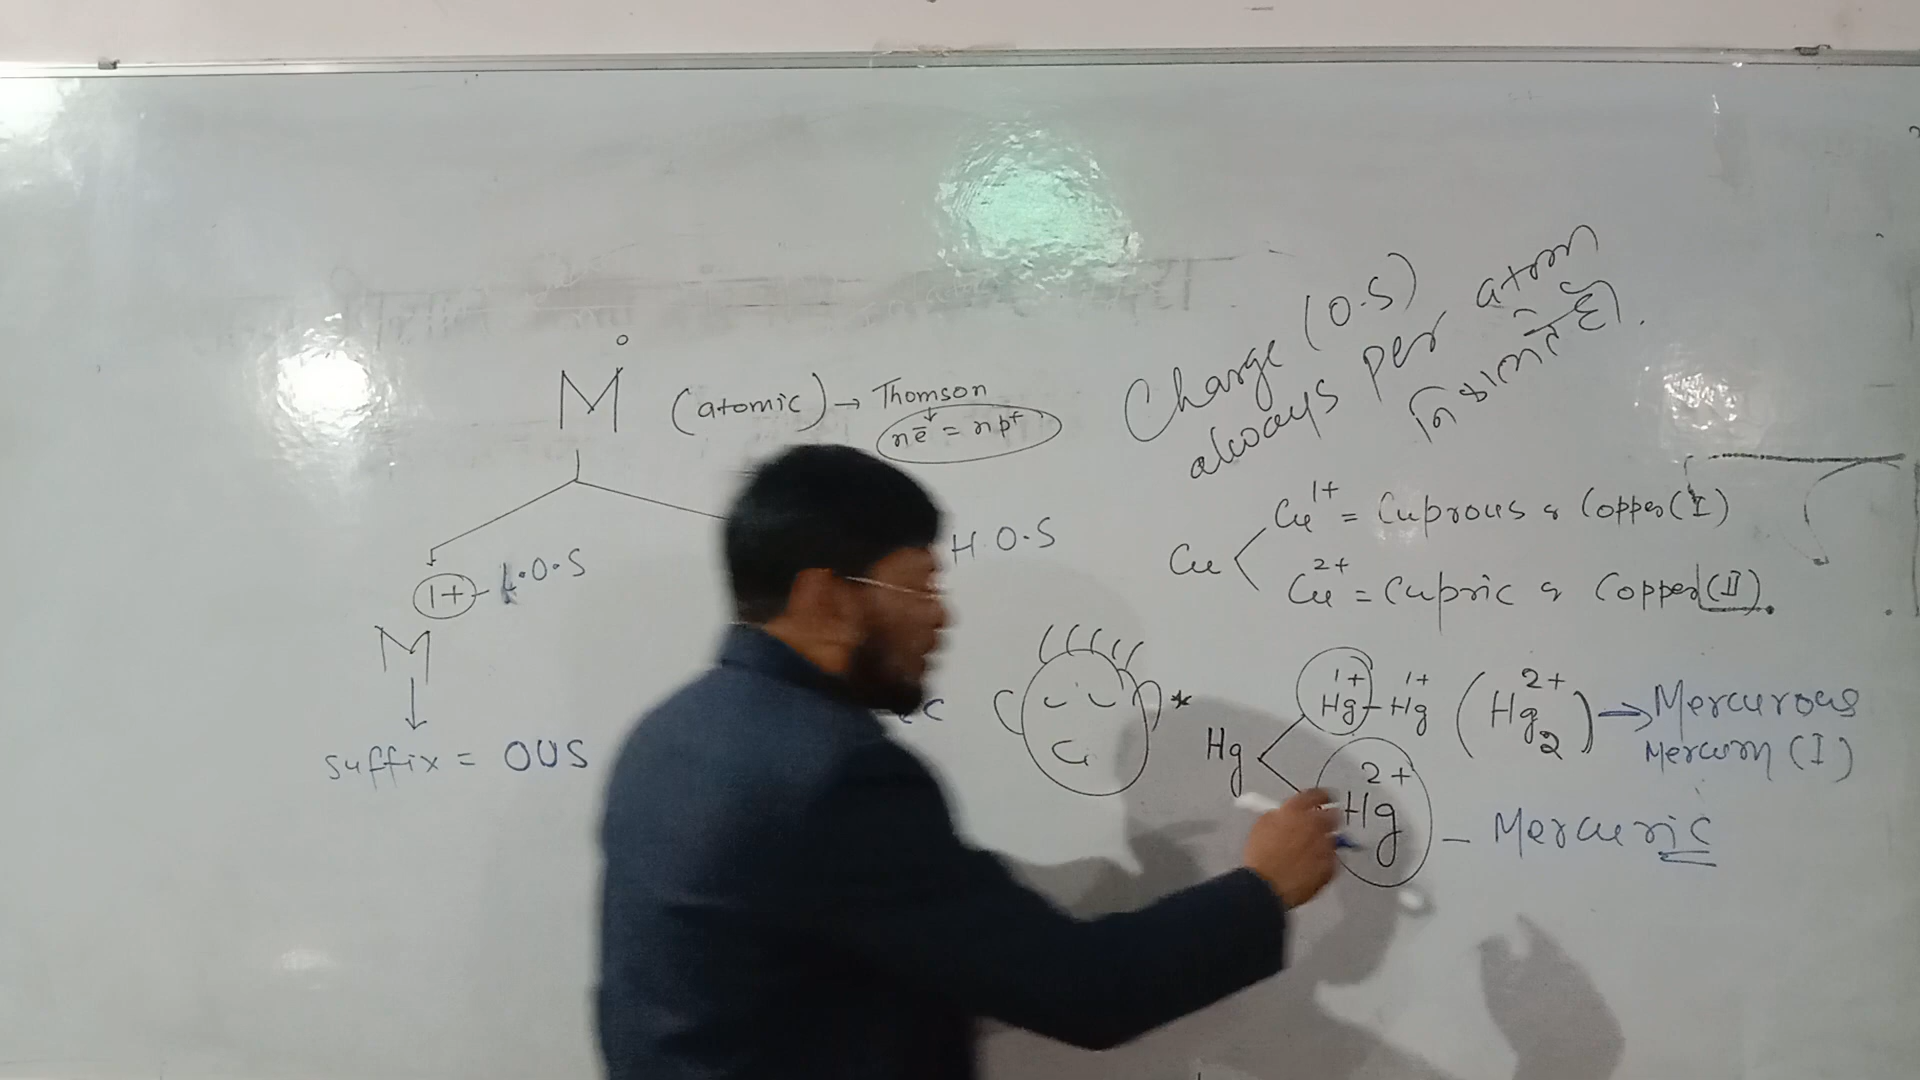 M° (atomic) → Thomson
nē = np⁺
1+ - L.O.S
H.O.S
M
suffix = OUS
Charge (O.S)
always per atom
निकालते हैं।
Cu
Cu¹⁺ = Cuprous & Copper(I)
Cu²⁺ = Cupric & Copper(II).
*
Hg
Hg¹⁺-Hg¹⁺ (Hg₂²⁺) → Mercurous
Mercury (I)
Hg²⁺ - Mercuric